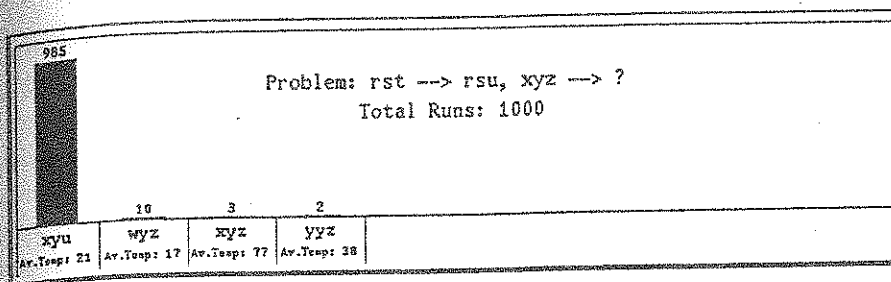 985
Problem: rst --> rsu, xyz --> ?
Total Runs: 1000
10 3 2
xyu wyz xyz yyz
Av.Temp: 21 Av.Temp: 17 Av.Temp: 77 Av.Temp: 38